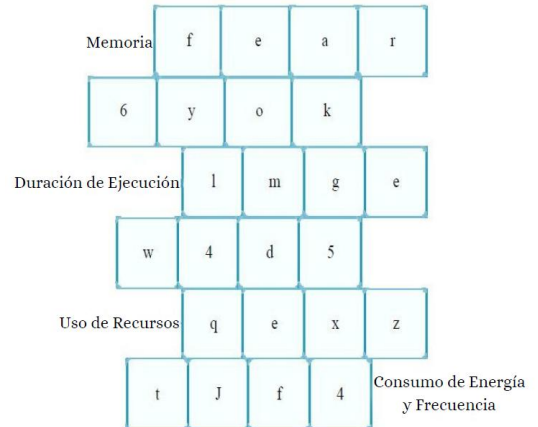 Memoria f e a r
6 y o k
Duración de Ejecución l m g e
w 4 d 5
Uso de Recursos q e x z
t J f 4 Consumo de Energía
y Frecuencia